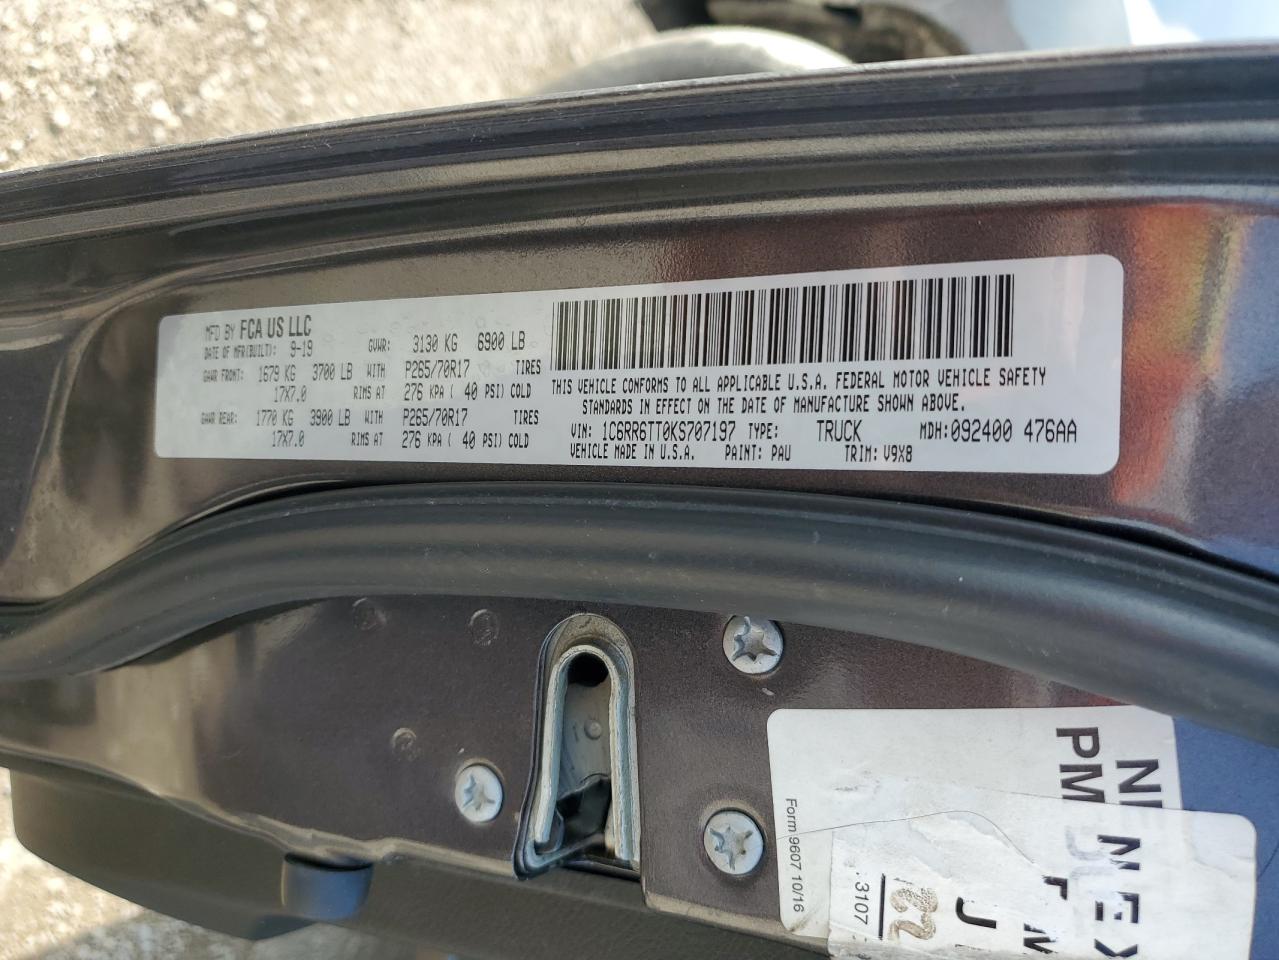 MFD BY FCA US LLC
DATE OF MFR(BUILT): 9-19 GVWR: 3130 KG 6900 LB
GAWR FRONT: 1679 KG 3700 LB WITH P265/70R17 TIRES
17X7.0 RIMS AT 276 KPA ( 40 PSI) COLD
GAWR REAR: 1770 KG 3900 LB WITH P265/70R17 TIRES
17X7.0 RIMS AT 276 KPA ( 40 PSI) COLD
THIS VEHICLE CONFORMS TO ALL APPLICABLE U.S.A. FEDERAL MOTOR VEHICLE SAFETY
STANDARDS IN EFFECT ON THE DATE OF MANUFACTURE SHOWN ABOVE.
VIN: 1C6RR6TT0KS707197 TYPE: TRUCK MDH:092400 476AA
VEHICLE MADE IN U.S.A. PAINT: PAU TRIM: V9X8
NE
PM
NEX
J
3107
Form 9607 10/16